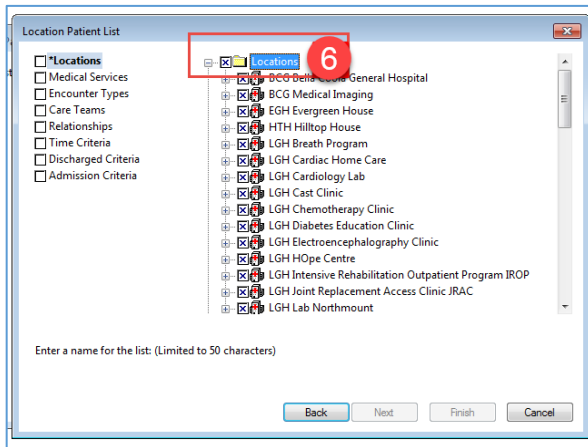 Location Patient List
*Locations
Medical Services
Encounter Types
Care Teams
Relationships
Time Criteria
Discharged Criteria
Admission Criteria
Locations
6
BCG Bella Coola General Hospital
BCG Medical Imaging
EGH Evergreen House
HTH Hilltop House
LGH Breath Program
LGH Cardiac Home Care
LGH Cardiology Lab
LGH Cast Clinic
LGH Chemotherapy Clinic
LGH Diabetes Education Clinic
LGH Electroencephalography Clinic
LGH HOpe Centre
LGH Intensive Rehabilitation Outpatient Program IROP
LGH Joint Replacement Access Clinic JRAC
LGH Lab Northmount
Enter a name for the list: (Limited to 50 characters)
Back Next Finish Cancel